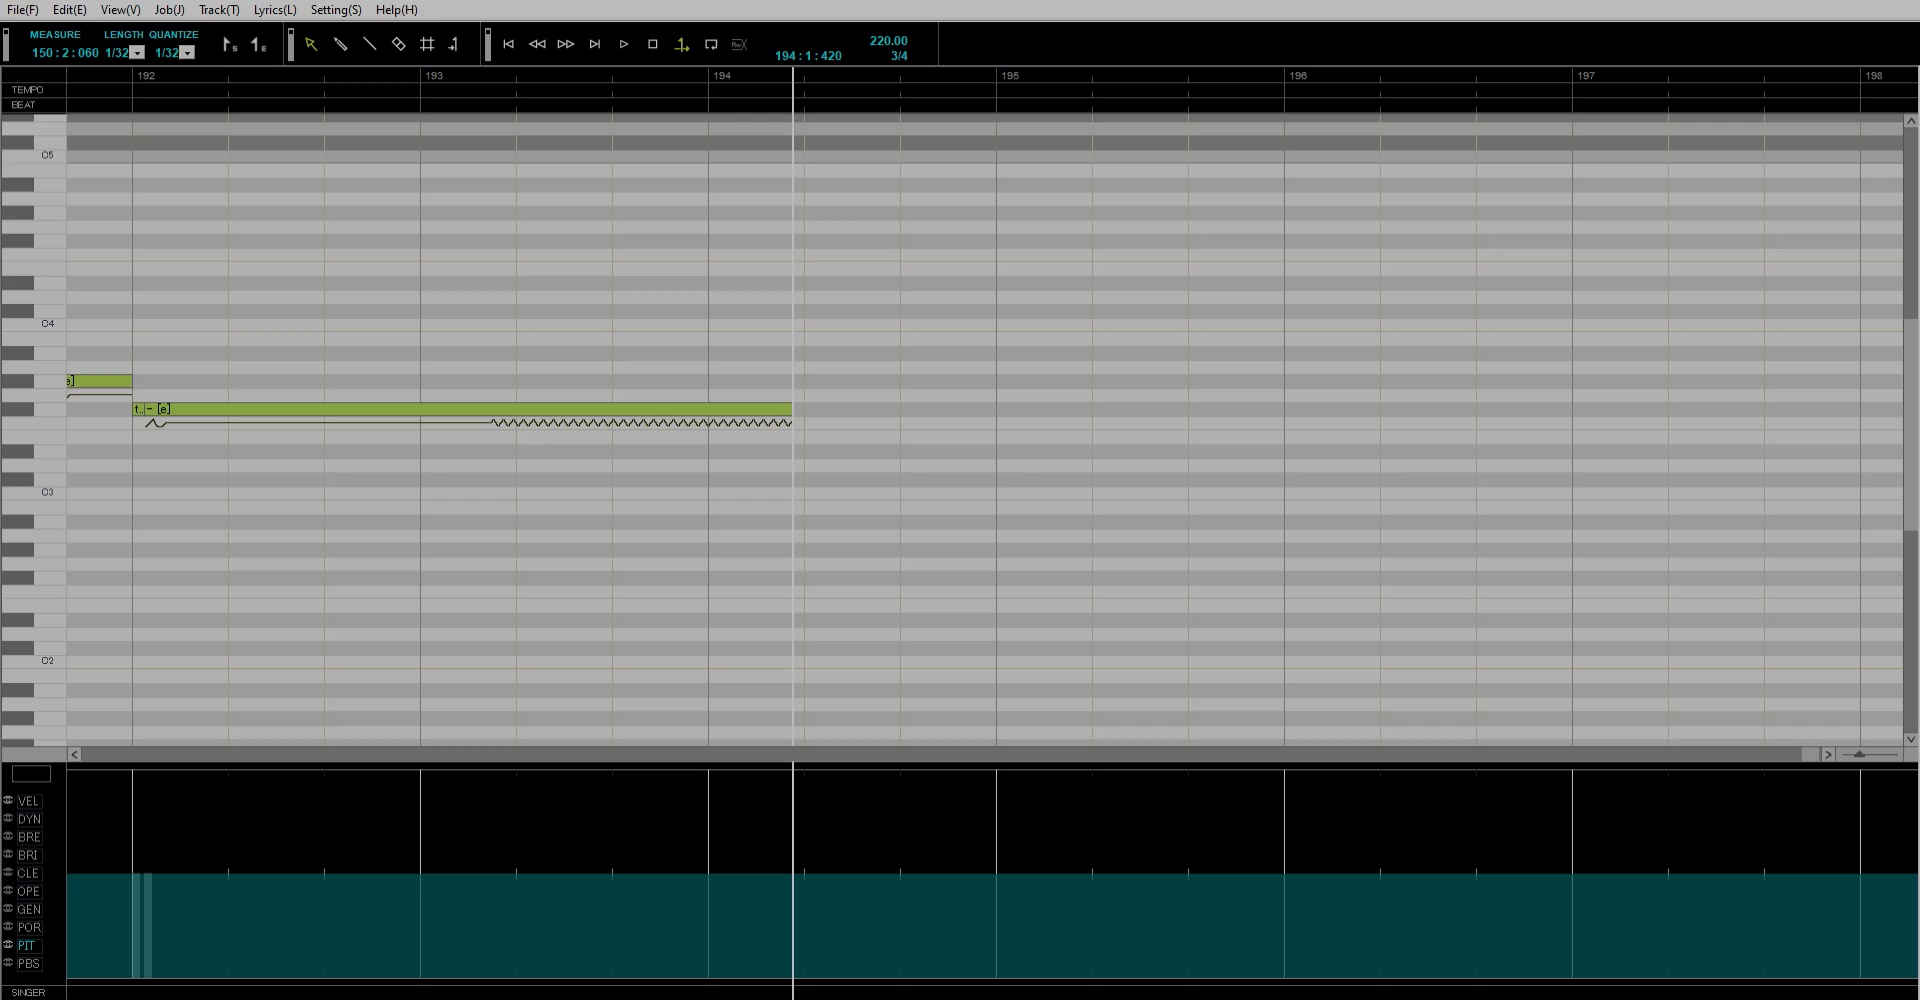 File(F) Edit(E) View(V) Job(J) Track(T) Lyrics(L) Setting(S) Help(H)
MEASURE LENGTH QUANTIZE
150 : 2 : 060 1/32 1/32
220.00
194 : 1 : 420 3/4
192 193 194 195 196 197 198
TEMPO
BEAT
C5
C4
e]
t.. - [e]
C3
C2
VEL
DYN
BRE
BRI
CLE
OPE
GEN
POR
PIT
PBS
SINGER